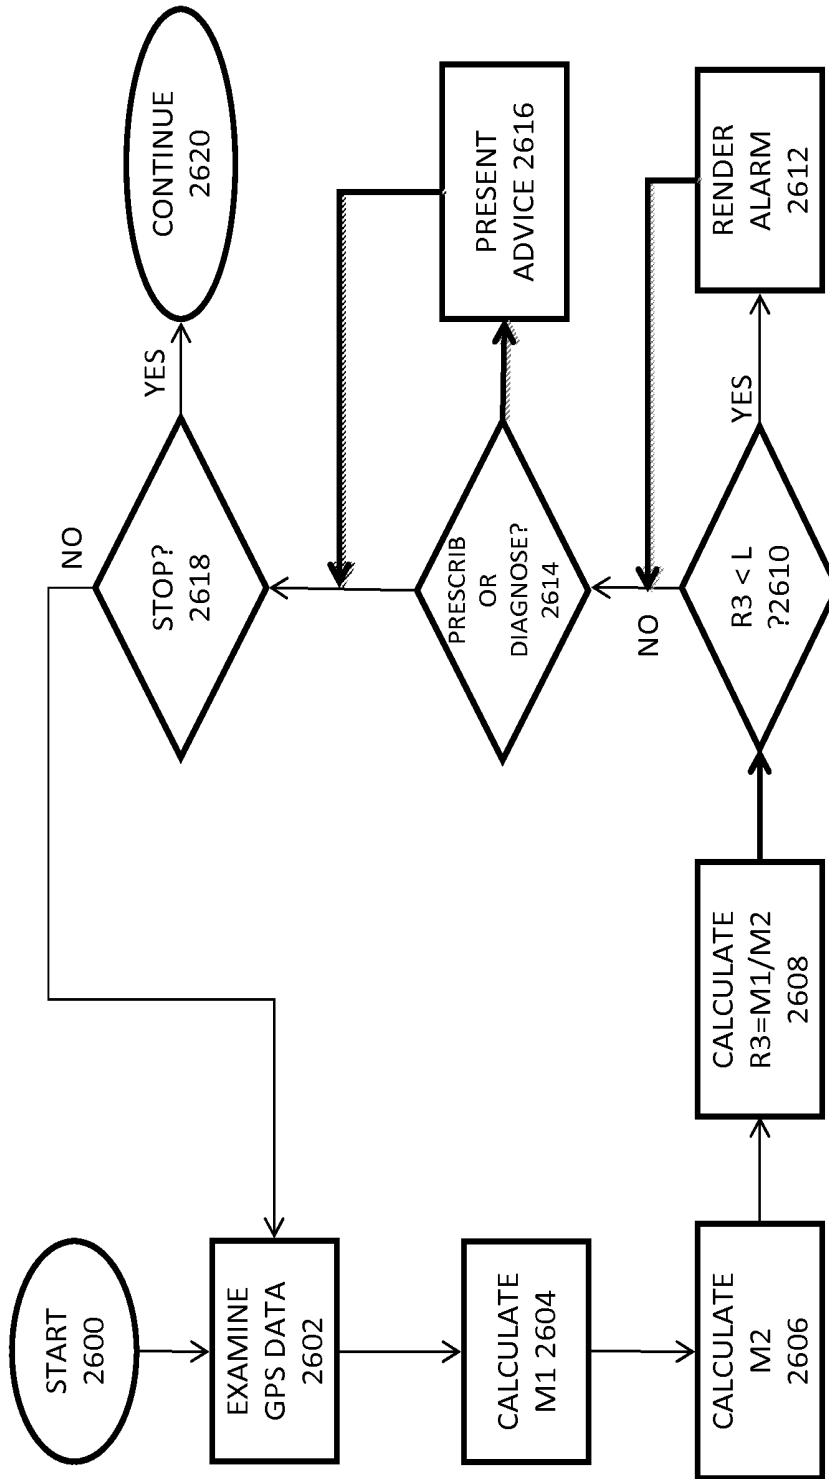 START
2600
EXAMINE
GPS DATA
2602
CALCULATE
M1 2604
CALCULATE
M2
2606
CALCULATE
R3=M1/M2
2608
R3 < L
?2610
YES
RENDER
ALARM
2612
NO
PRESCRIB
OR
DIAGNOSE?
2614
PRESENT
ADVICE 2616
STOP?
2618
NO
YES
CONTINUE
2620